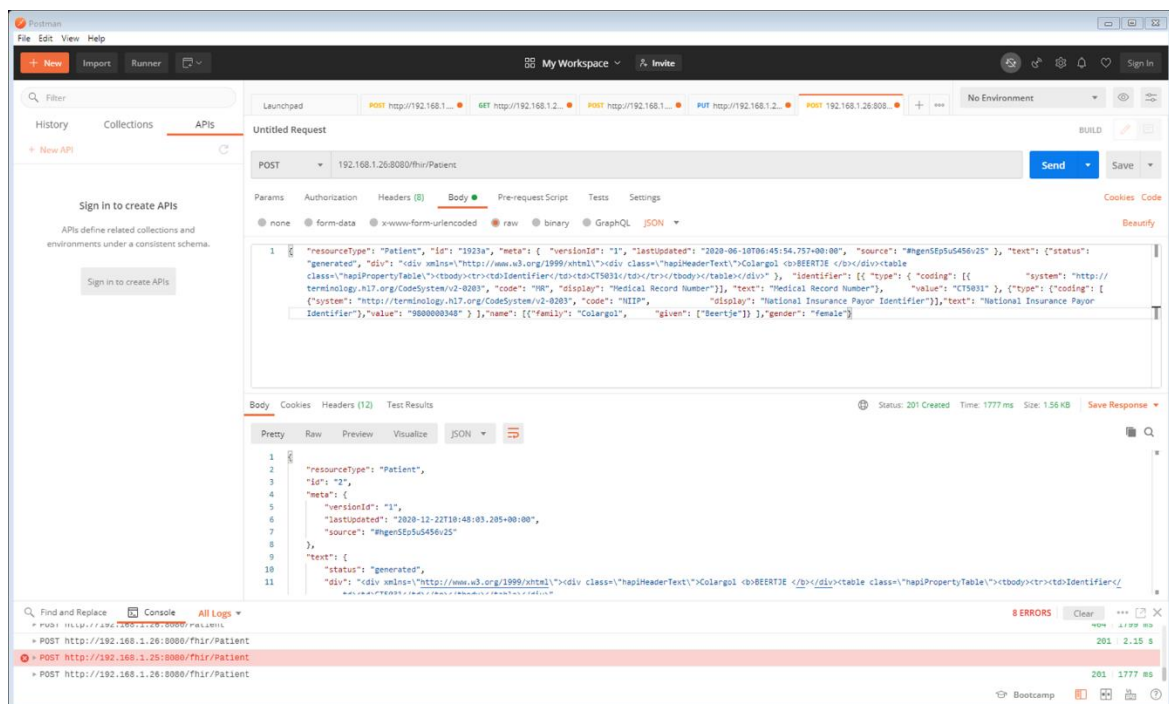 Postman
File Edit View Help
+ New Import Runner My Workspace Invite Sign In
Filter
History Collections APIs
+ New API
Sign in to create APIs
APIs define related collections and
environments under a consistent schema.
Sign in to create APIs
Launchpad POST http://192.168.1.... GET http://192.168.1.2... POST http://192.168.1.... PUT http://192.168.1.2... POST 192.168.1.26:808... + ••• No Environment
Untitled Request BUILD
POST 192.168.1.26:8080/fhir/Patient Send Save
Params Authorization Headers (8) Body Pre-request Script Tests Settings Cookies Code
none form-data x-www-form-urlencoded raw binary GraphQL JSON Beautify
1 { "resourceType": "Patient", "id": "1923a", "meta": { "versionId": "1", "lastUpdated": "2020-06-10T06:45:54.757+00:00", "source": "#hgenSEp5uS456v2S" }, "text": {"status":
"generated", "div": "<div xmlns=\"http://www.w3.org/1999/xhtml\"><div class=\"hapiHeaderText\">Colargol <b>BEERTJE </b></div><table
class=\"hapiPropertyTable\"><tbody><tr><td>Identifier</td><td>CT5031</td></tr></tbody></table></div>" }, "identifier": [{ "type": { "coding": [{ "system": "http://
terminology.hl7.org/CodeSystem/v2-0203", "code": "MR", "display": "Medical Record Number"}], "text": "Medical Record Number"}, "value": "CT5031" }, {"type": {"coding": [
{"system": "http://terminology.hl7.org/CodeSystem/v2-0203", "code": "NIIP", "display": "National Insurance Payor Identifier"}],"text": "National Insurance Payor
Identifier"},"value": "9800000348" } ],"name": [{"family": "Colargol", "given": ["Beertje"]} ],"gender": "female"}
Body Cookies Headers (12) Test Results Status: 201 Created Time: 1777 ms Size: 1.56 KB Save Response
Pretty Raw Preview Visualize JSON
1 {
2 "resourceType": "Patient",
3 "id": "2",
4 "meta": {
5 "versionId": "1",
6 "lastUpdated": "2020-12-22T10:48:03.205+00:00",
7 "source": "#hgenSEp5uS456v2S"
8 },
9 "text": {
10 "status": "generated",
11 "div": "<div xmlns=\"http://www.w3.org/1999/xhtml\"><div class=\"hapiHeaderText\">Colargol <b>BEERTJE </b></div><table class=\"hapiPropertyTable\"><tbody><tr><td>Identifier</
Find and Replace Console All Logs 8 ERRORS Clear •••
POST http://192.168.1.26:8080/Patient 404 1799 ms
POST http://192.168.1.26:8080/fhir/Patient 201 2.15 s
POST http://192.168.1.25:8080/fhir/Patient
POST http://192.168.1.26:8080/fhir/Patient 201 1777 ms
Bootcamp